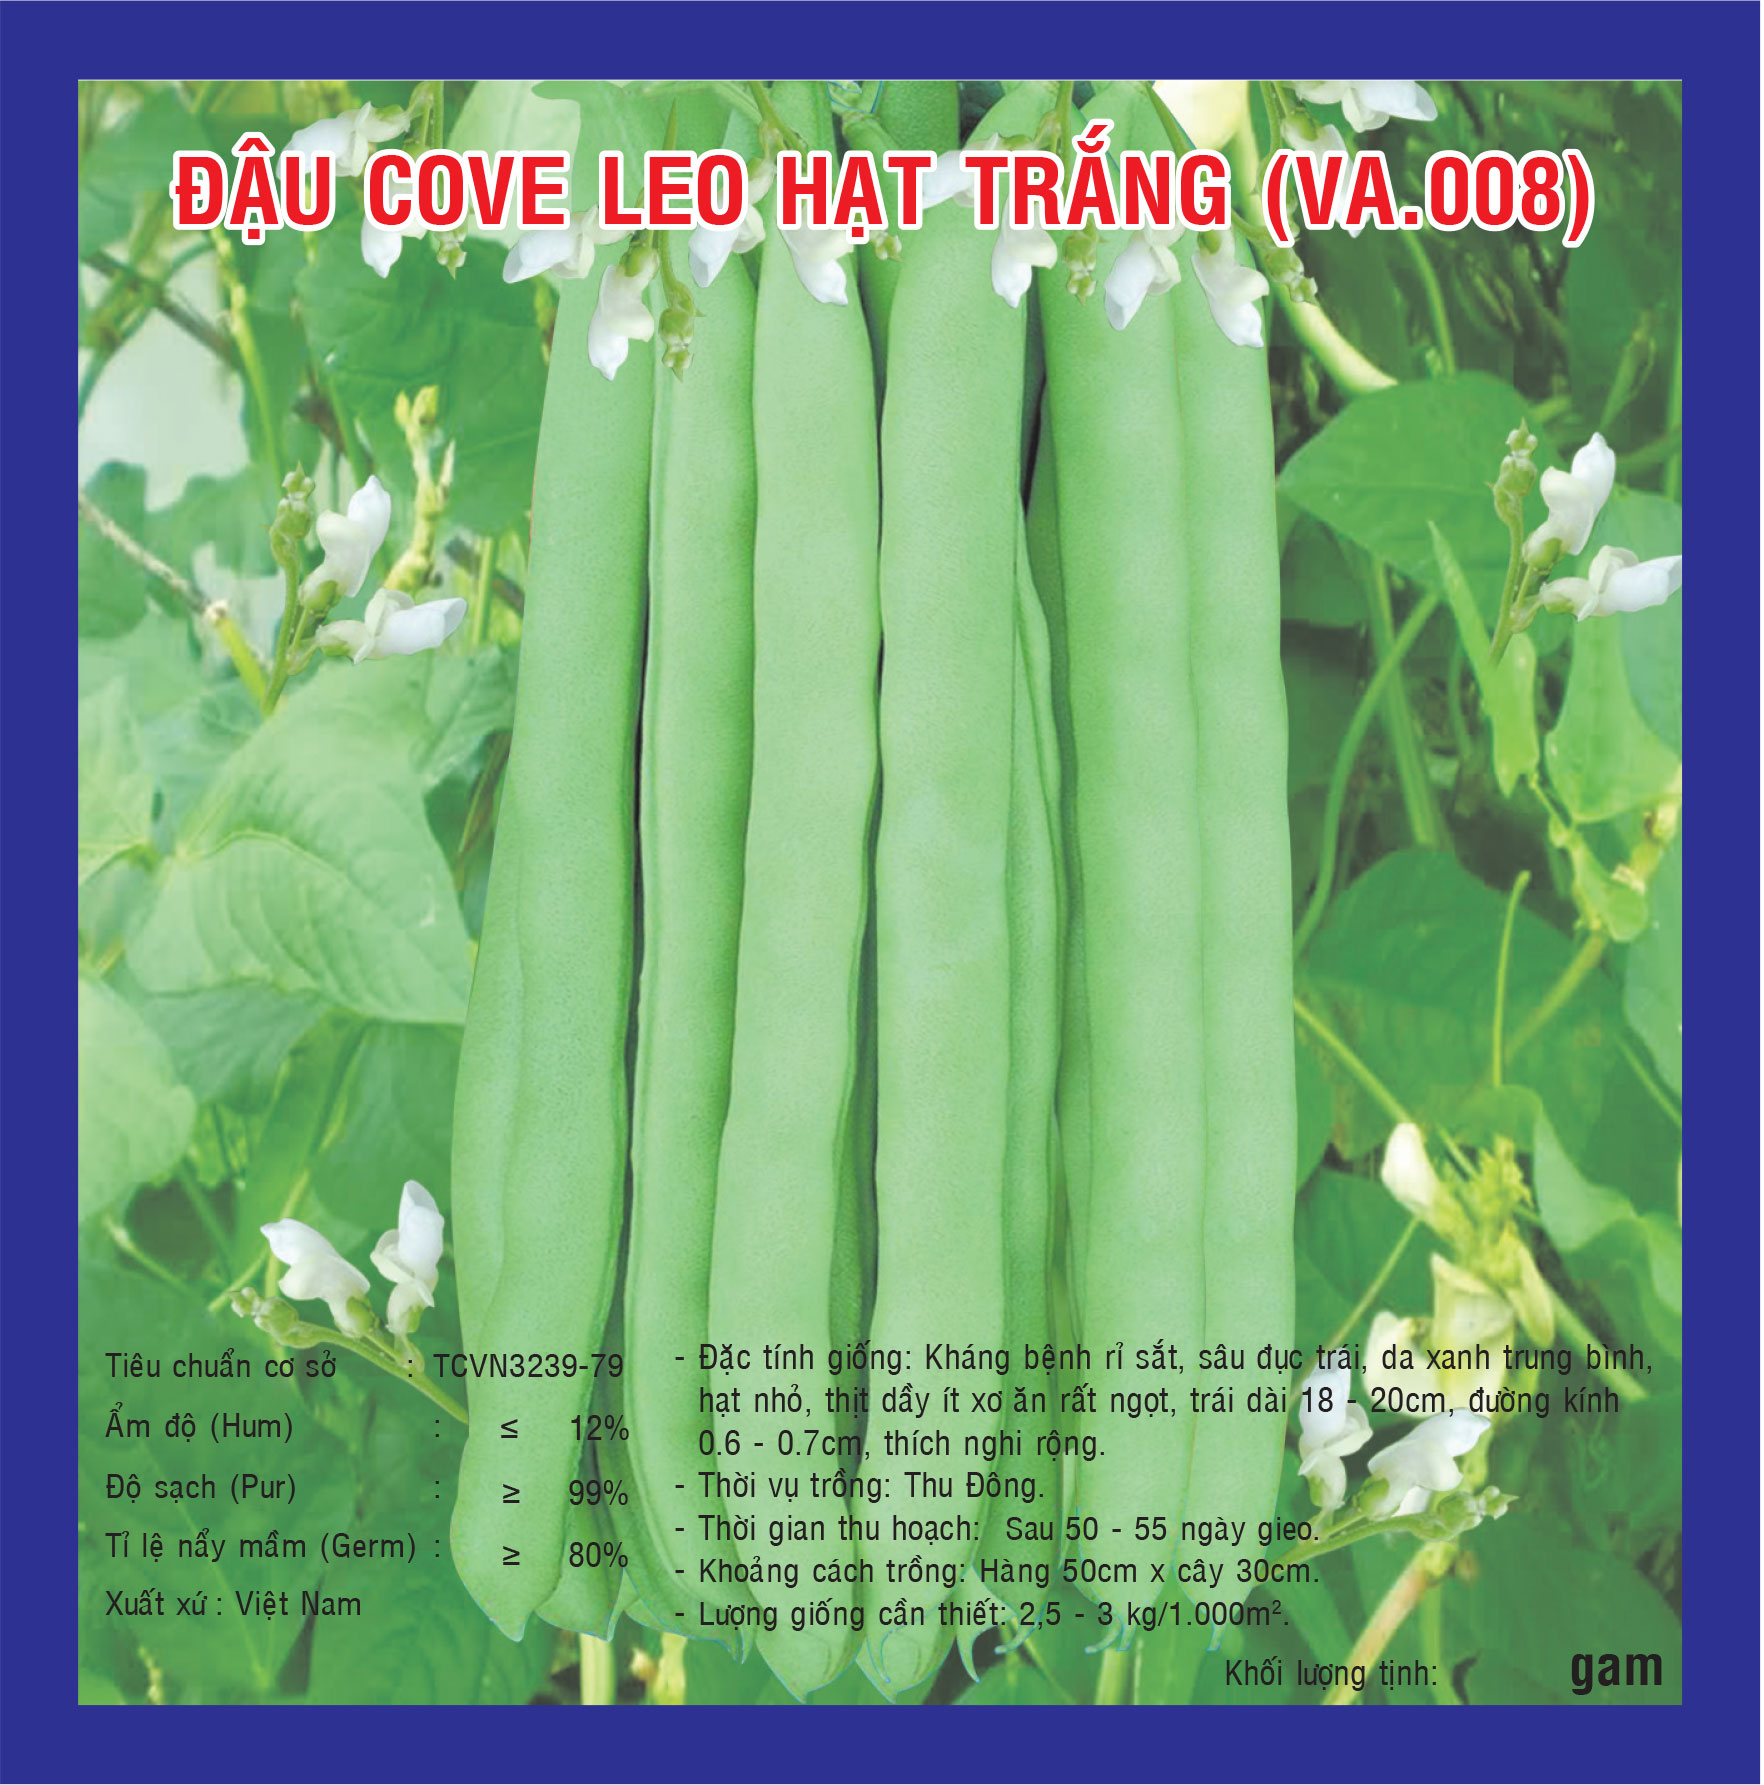 ĐẬU COVE LEO HẠT TRẮNG (VA.008)
Tiêu chuẩn cơ sở : TCVN3239-79
Ẩm độ (Hum) : ≤ 12%
Độ sạch (Pur) : ≥ 99%
Tỉ lệ nẩy mầm (Germ) : ≥ 80%
Xuất xứ : Việt Nam
- Đặc tính giống: Kháng bệnh rỉ sắt, sâu đục trái, da xanh trung bình,
hạt nhỏ, thịt dầy ít xơ ăn rất ngọt, trái dài 18 - 20cm, đường kính
0.6 - 0.7cm, thích nghi rộng.
- Thời vụ trồng: Thu Đông.
- Thời gian thu hoạch: Sau 50 - 55 ngày gieo.
- Khoảng cách trồng: Hàng 50cm x cây 30cm.
- Lượng giống cần thiết: 2,5 - 3 kg/1.000m².
Khối lượng tịnh: gam